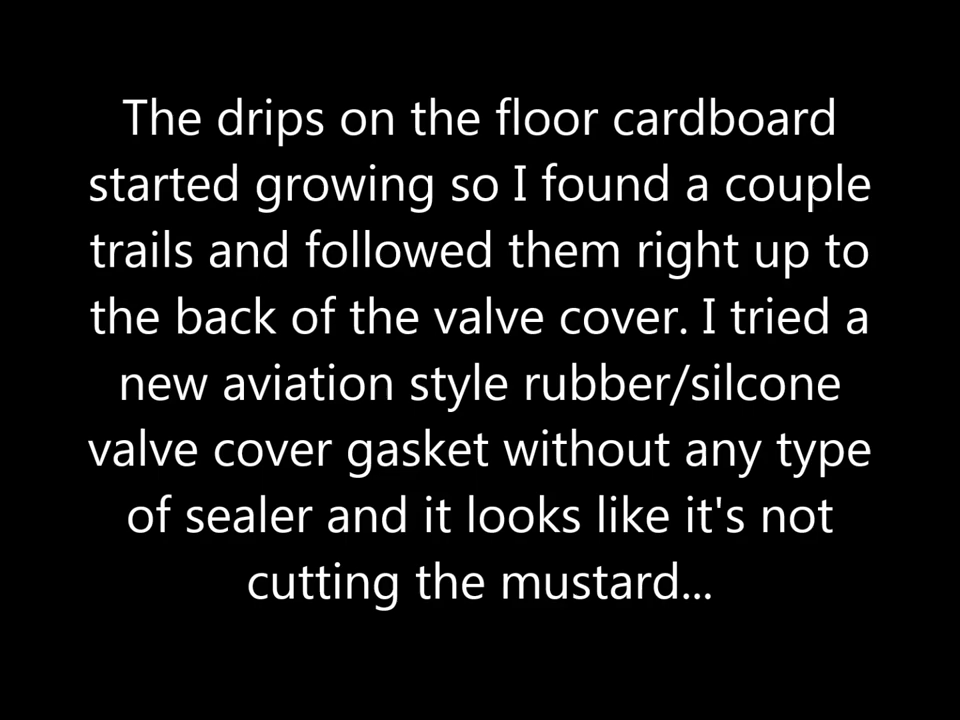 The drips on the floor cardboard
started growing so I found a couple
trails and followed them right up to
the back of the valve cover. I tried a
new aviation style rubber/silcone
valve cover gasket without any type
of sealer and it looks like it's not
cutting the mustard...